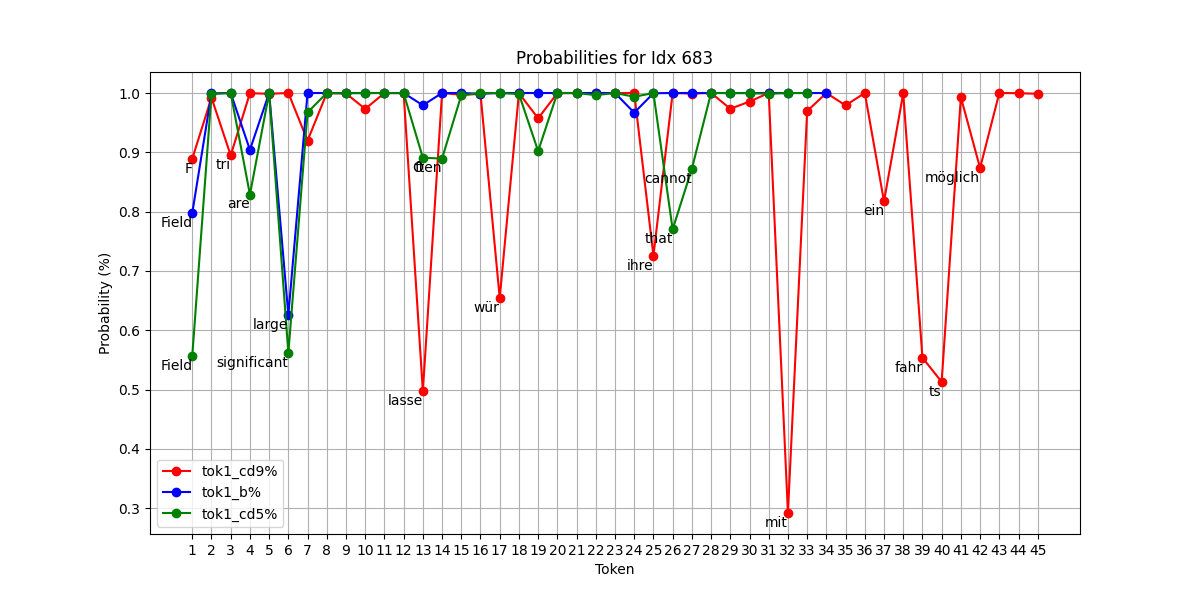 Probabilities for Idx 683
Probability (%)
1.0
0.9
0.8
0.7
0.6
0.5
0.4
0.3
F
tri
Field
are
large
Field
significant
lasse
ften
wür
cannot
that
ihre
mit
ein
fahr
ts
möglich
tok1_cd9%
tok1_b%
tok1_cd5%
1 2 3 4 5 6 7 8 9 10 11 12 13 14 15 16 17 18 19 20 21 22 23 24 25 26 27 28 29 30 31 32 33 34 35 36 37 38 39 40 41 42 43 44 45
Token